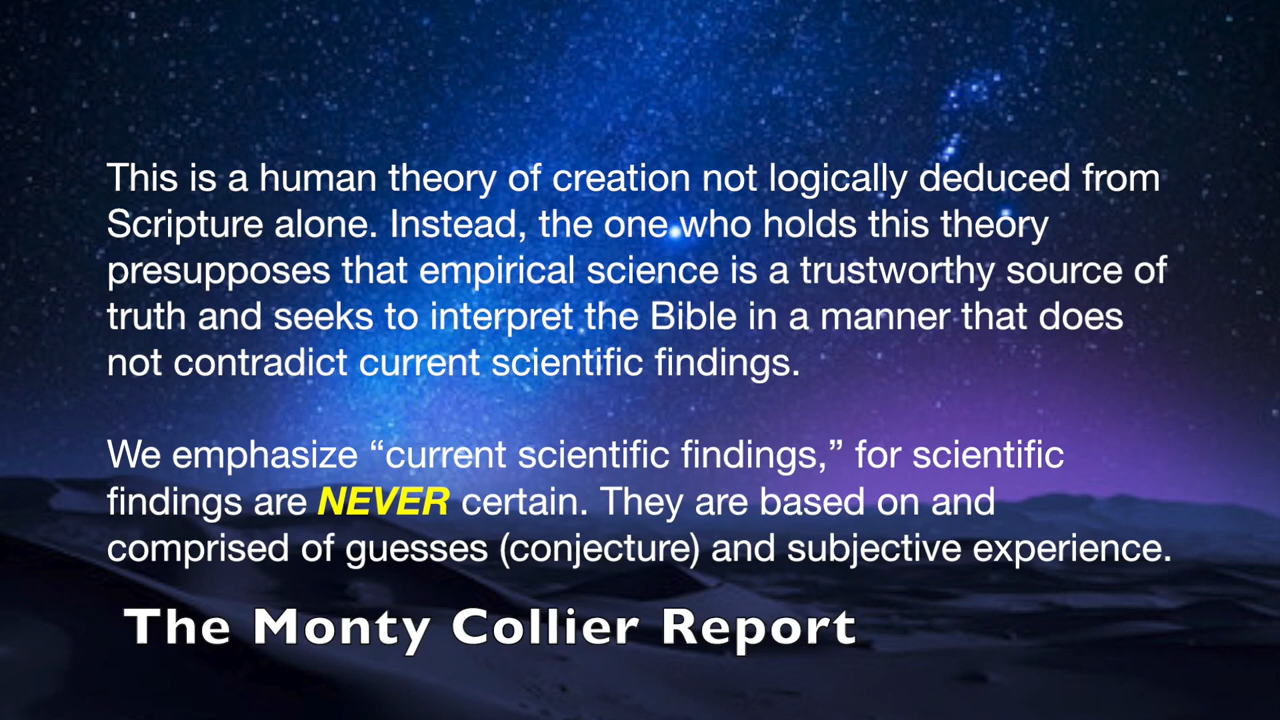 This is a human theory of creation not logically deduced from
Scripture alone. Instead, the one who holds this theory
presupposes that empirical science is a trustworthy source of
truth and seeks to interpret the Bible in a manner that does
not contradict current scientific findings.
We emphasize “current scientific findings,” for scientific
findings are NEVER certain. They are based on and
comprised of guesses (conjecture) and subjective experience.
The Monty Collier Report